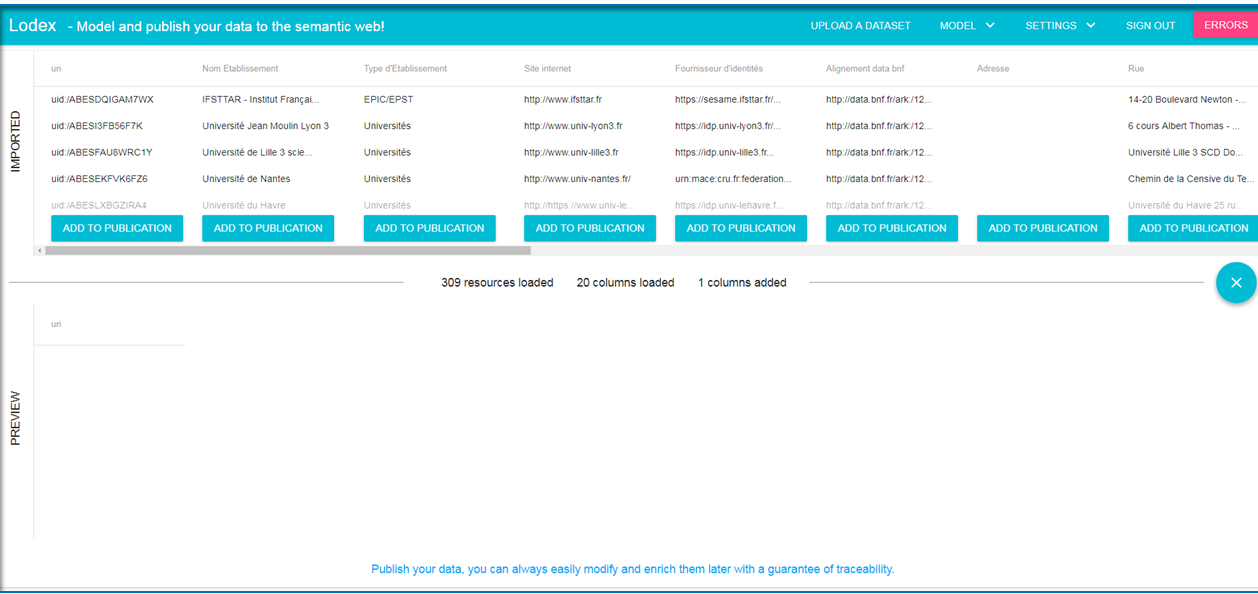 Lodex - Model and publish your data to the semantic web! UPLOAD A DATASET MODEL SETTINGS SIGN OUT ERRORS
IMPORTED
uri Nom Etablissement Type d'Etablissement Site internet Fournisseur d'identités Alignement data bnf Adresse Rue
uid:/ABESDQIGAM7WX IFSTTAR - Institut Françai... EPIC/EPST http://www.ifsttar.fr https://sesame.ifsttar.fr/... http://data.bnf.fr/ark:/12... 14-20 Boulevard Newton -...
uid:/ABESI3FB56F7K Université Jean Moulin Lyon 3 Universités http://www.univ-lyon3.fr https://idp.univ-lyon3.fr/... http://data.bnf.fr/ark:/12... 6 cours Albert Thomas - ...
uid:/ABESFAU8WRC1Y Université de Lille 3 scie... Universités http://www.univ-lille3.fr https://idp.univ-lille3.fr... http://data.bnf.fr/ark:/12... Université Lille 3 SCD Do...
uid:/ABESEKFVK6FZ6 Université de Nantes Universités http://www.univ-nantes.fr/ urn:mace:cru.fr:federation... http://data.bnf.fr/ark:/12... Chemin de la Censive du Te...
uid:/ABESLXBGZIRA4 Université du Havre Universités http://https://www.univ-le... https://idp.univ-lehavre.f... http://data.bnf.fr/ark:/12... Université du Havre 25 ru...
ADD TO PUBLICATION ADD TO PUBLICATION ADD TO PUBLICATION ADD TO PUBLICATION ADD TO PUBLICATION ADD TO PUBLICATION ADD TO PUBLICATION ADD TO PUBLICATION
309 resources loaded 20 columns loaded 1 columns added
PREVIEW
uri
Publish your data, you can always easily modify and enrich them later with a guarantee of traceability.